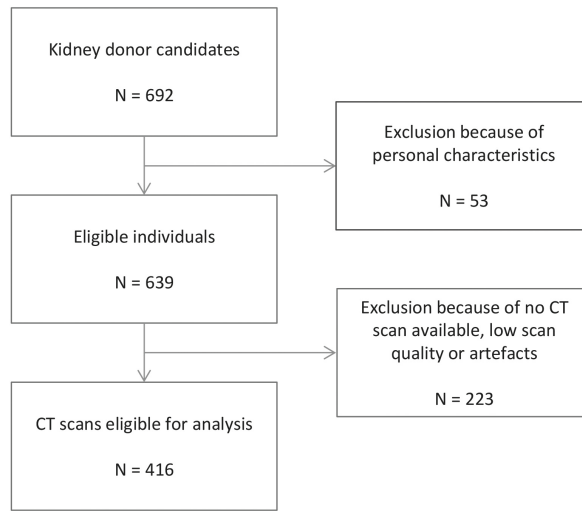 Kidney donor candidates
N = 692
Exclusion because of
personal characteristics
N = 53
Eligible individuals
N = 639
Exclusion because of no CT
scan available, low scan
quality or artefacts
N = 223
CT scans eligible for analysis
N = 416